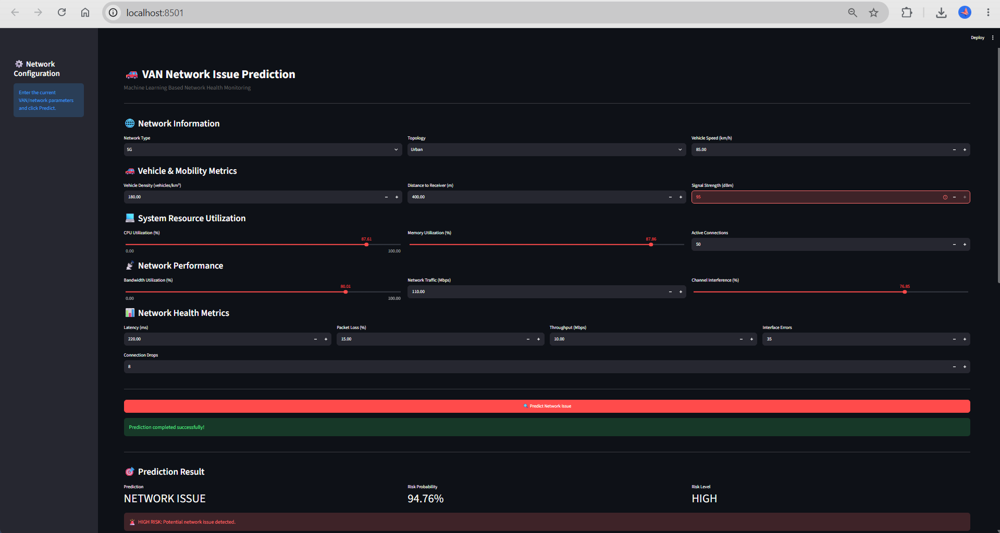 localhost:8501
Deploy
Network
Configuration
Enter the current
VAN/network parameters
and click Predict.
VAN Network Issue Prediction
Machine Learning Based Network Health Monitoring
Network Information
Network Type
Topology
Vehicle Speed (km/h)
5G
Urban
85.00
Vehicle & Mobility Metrics
Vehicle Density (vehicles/km²)
Distance to Receiver (m)
Signal Strength (dBm)
180.00
400.00
95
System Resource Utilization
CPU Utilization (%)
Memory Utilization (%)
Active Connections
87.61
87.86
50
0.00
100.00
Network Performance
Bandwidth Utilization (%)
Network Traffic (Mbps)
Channel Interference (%)
80.01
110.00
76.85
0.00
100.00
Network Health Metrics
Latency (ms)
Packet Loss (%)
Throughput (Mbps)
Interface Errors
220.00
15.00
10.00
35
Connection Drops
8
Predict Network Issue
Prediction completed successfully!
Prediction Result
Prediction
Risk Probability
Risk Level
NETWORK ISSUE
94.76%
HIGH
HIGH RISK: Potential network issue detected.